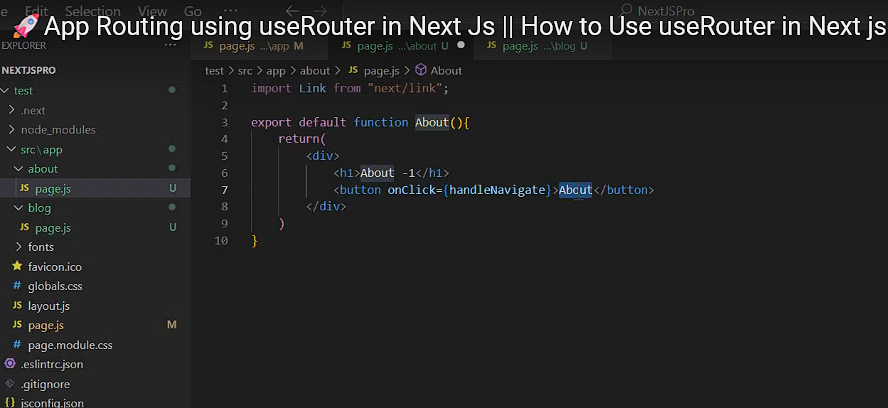 🚀 App Routing using useRouter in Next Js || How to Use useRouter in Next js
Edit Selection View Go ··· NextJSPro
EXPLORER ···
JS page.js ...\app M JS page.js ...\about U JS page.js ...\blog U
NEXTJSPRO
test
.next
node_modules
src\app
about
JS page.js U
blog
JS page.js U
fonts
favicon.ico
# globals.css
JS layout.js
JS page.js M
# page.module.css
.eslintrc.json
.gitignore
{} jsconfig.json
test > src > app > about > JS page.js > About
1 import Link from "next/link";
2
3 export default function About(){
4 return(
5 <div>
6 <h1>About -1</h1>
7 <button onClick={handleNavigate}>About</button>
8 </div>
9 )
10 }